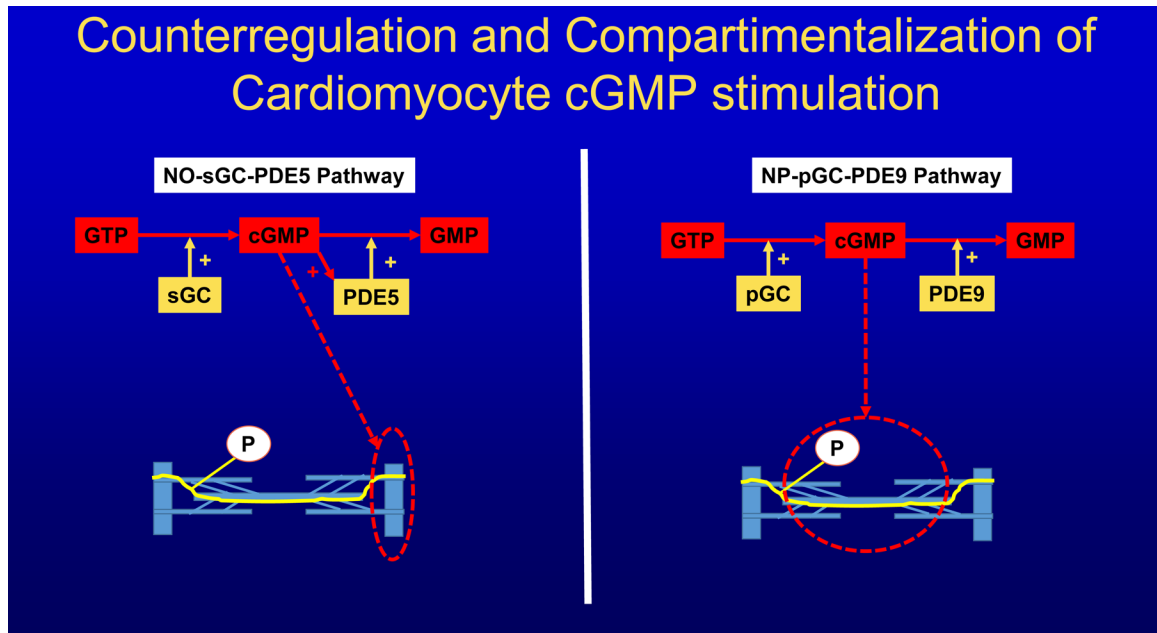 Counterregulation and Compartimentalization of
Cardiomyocyte cGMP stimulation
NO-sGC-PDE5 Pathway
GTP
cGMP
GMP
+
+
+
sGC
PDE5
P
NP-pGC-PDE9 Pathway
GTP
cGMP
GMP
+
+
pGC
PDE9
P